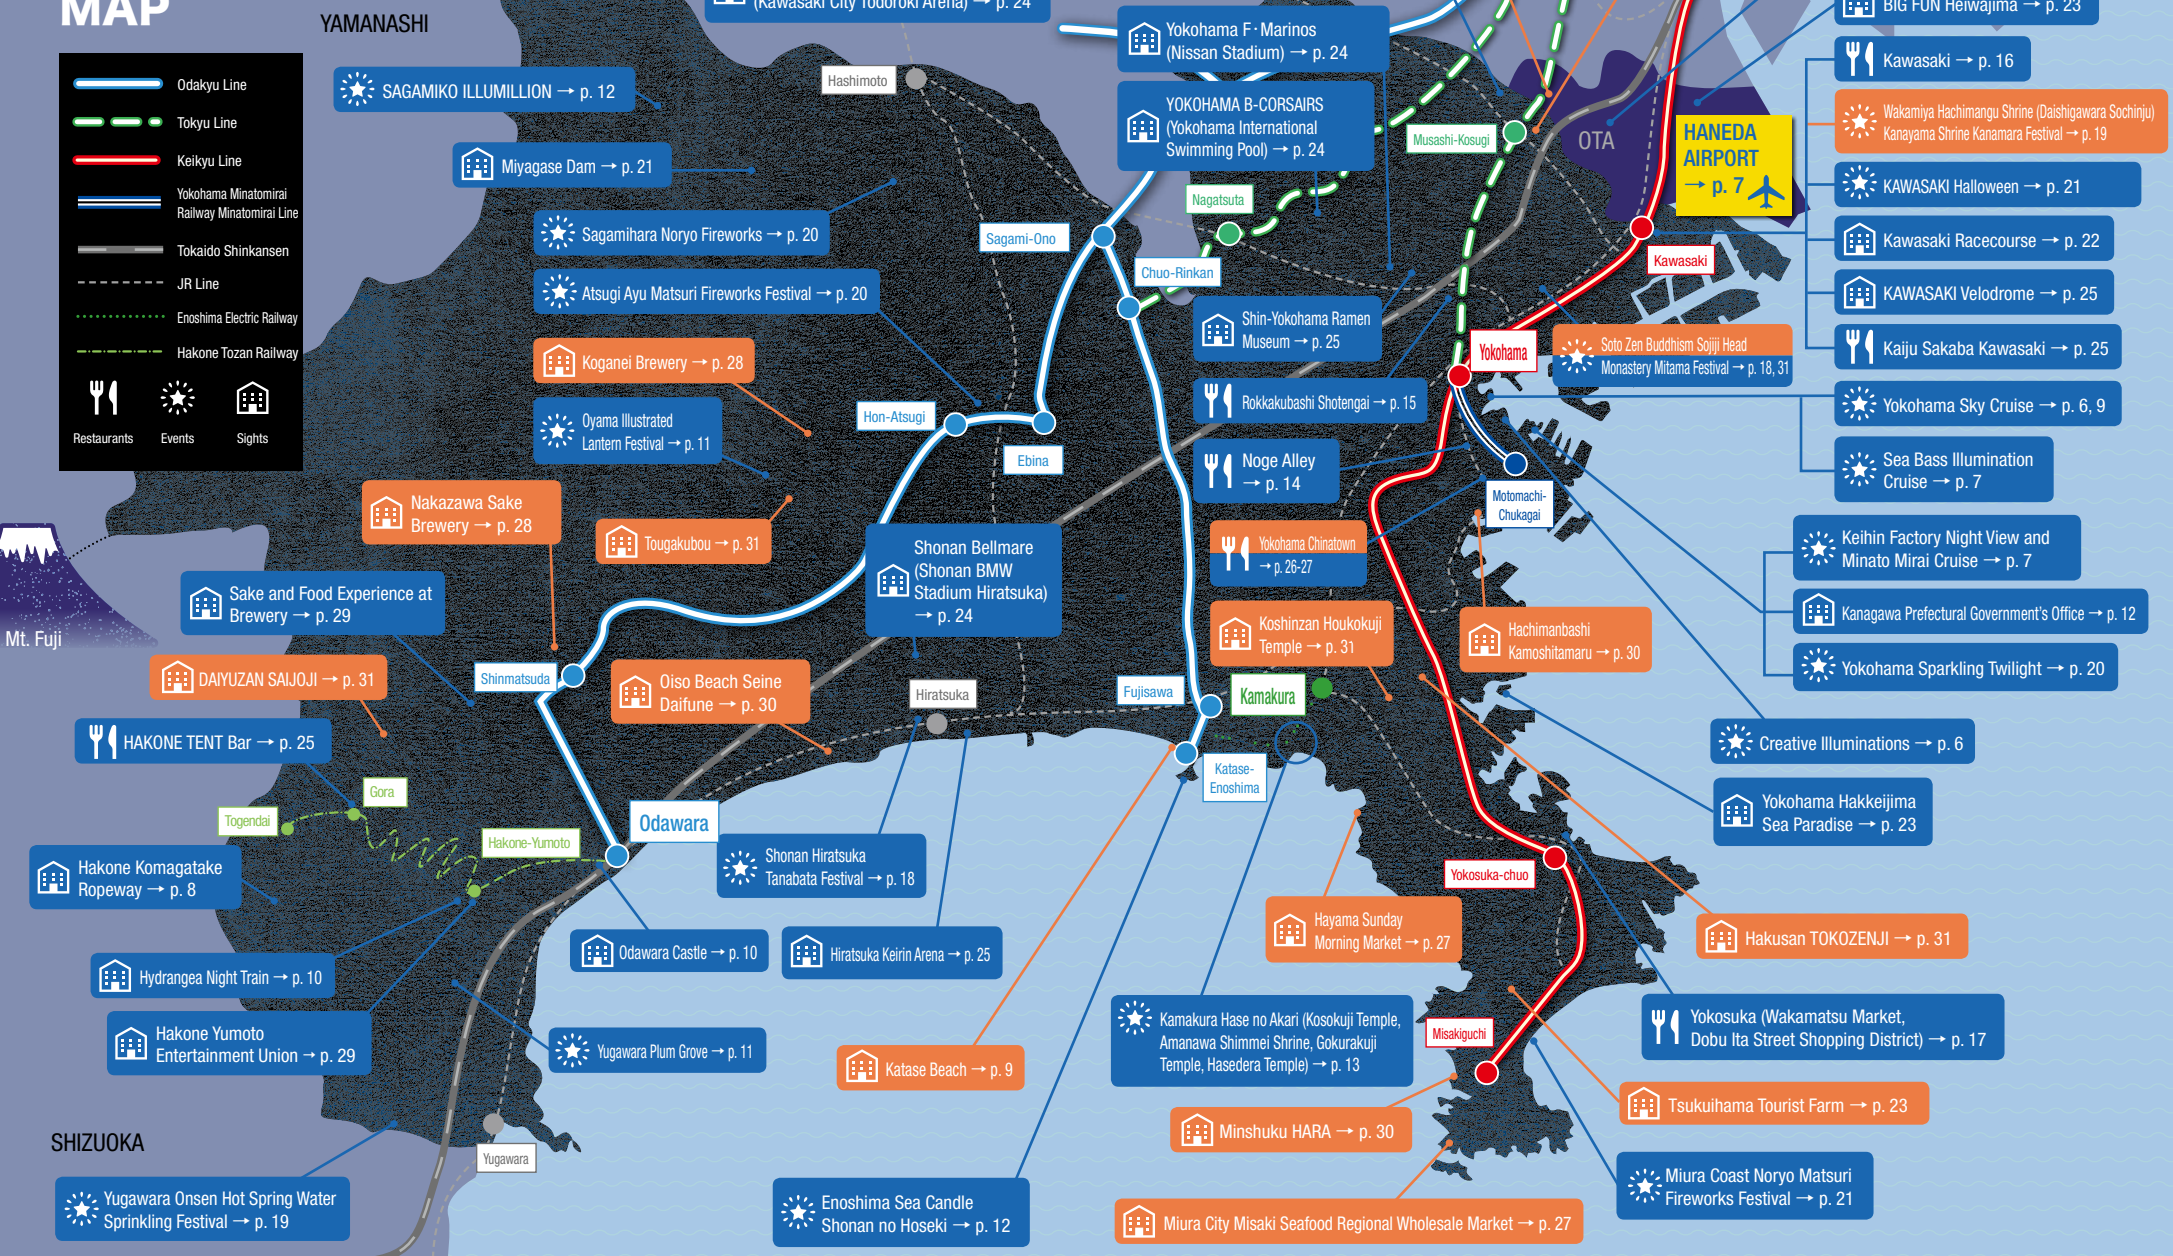 MAP
YAMANASHI
Odakyu Line
Tokyu Line
Keikyu Line
Yokohama Minatomirai
Railway Minatomirai Line
Tokaido Shinkansen
JR Line
Enoshima Electric Railway
Hakone Tozan Railway
Restaurants
Events
Sights
(Kawasaki City Todoroki Arena) → p. 24
Yokohama F·Marinos
(Nissan Stadium) → p. 24
YOKOHAMA B-CORSAIRS
(Yokohama International
Swimming Pool) → p. 24
BIG FUN Heiwajima → p. 23
Kawasaki → p. 16
Wakamiya Hachimangu Shrine (Daishigawara Sochinju)
Kanayama Shrine Kanamara Festival → p. 19
KAWASAKI Halloween → p. 21
Kawasaki Racecourse → p. 22
KAWASAKI Velodrome → p. 25
Kaiju Sakaba Kawasaki → p. 25
Yokohama Sky Cruise → p. 6, 9
Sea Bass Illumination
Cruise → p. 7
OTA
HANEDA
AIRPORT
→ p. 7
Kawasaki
Musashi-Kosugi
Nagatsuta
Hashimoto
SAGAMIKO ILLUMILLION → p. 12
Miyagase Dam → p. 21
Sagamihara Noryo Fireworks → p. 20
Atsugi Ayu Matsuri Fireworks Festival → p. 20
Koganei Brewery → p. 28
Oyama Illustrated
Lantern Festival → p. 11
Sagami-Ono
Chuo-Rinkan
Hon-Atsugi
Ebina
Shin-Yokohama Ramen
Museum → p. 25
Rokkakubashi Shotengai → p. 15
Noge Alley
→ p. 14
Yokohama
Soto Zen Buddhism Sojiji Head
Monastery Mitama Festival → p. 18, 31
Motomachi-
Chukagai
Yokohama Chinatown
→ p. 26-27
Keihin Factory Night View and
Minato Mirai Cruise → p. 7
Kanagawa Prefectural Government's Office → p. 12
Yokohama Sparkling Twilight → p. 20
Creative Illuminations → p. 6
Yokohama Hakkeijima
Sea Paradise → p. 23
Nakazawa Sake
Brewery → p. 28
Tougakubou → p. 31
Shonan Bellmare
(Shonan BMW
Stadium Hiratsuka)
→ p. 24
Koshinzan Houkokuji
Temple → p. 31
Hachimanbashi
Kamoshitamaru → p. 30
Mt. Fuji
Sake and Food Experience at
Brewery → p. 29
DAIYUZAN SAIJOJI → p. 31
HAKONE TENT Bar → p. 25
Shinmatsuda
Oiso Beach Seine
Daifune → p. 30
Hiratsuka
Fujisawa
Kamakura
Katase-
Enoshima
Gora
Togendai
Hakone-Yumoto
Odawara
Hakone Komagatake
Ropeway → p. 8
Shonan Hiratsuka
Tanabata Festival → p. 18
Yokosuka-chuo
Odawara Castle → p. 10
Hiratsuka Keirin Arena → p. 25
Hayama Sunday
Morning Market → p. 27
Hakusan TOKOZENJI → p. 31
Hydrangea Night Train → p. 10
Hakone Yumoto
Entertainment Union → p. 29
Yugawara Plum Grove → p. 11
Katase Beach → p. 9
Kamakura Hase no Akari (Kosokuji Temple,
Amanawa Shimmei Shrine, Gokurakuji
Temple, Hasedera Temple) → p. 13
Misakiguchi
Yokosuka (Wakamatsu Market,
Dobu Ita Street Shopping District) → p. 17
Tsukuihama Tourist Farm → p. 23
Minshuku HARA → p. 30
SHIZUOKA
Yugawara
Yugawara Onsen Hot Spring Water
Sprinkling Festival → p. 19
Enoshima Sea Candle
Shonan no Hoseki → p. 12
Miura City Misaki Seafood Regional Wholesale Market → p. 27
Miura Coast Noryo Matsuri
Fireworks Festival → p. 21